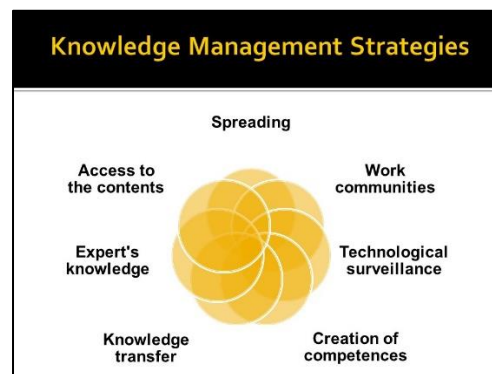 Knowledge Management Strategies
Spreading
Access to
the contents
Work
communities
Expert's
knowledge
Technological
surveillance
Knowledge
transfer
Creation of
competences